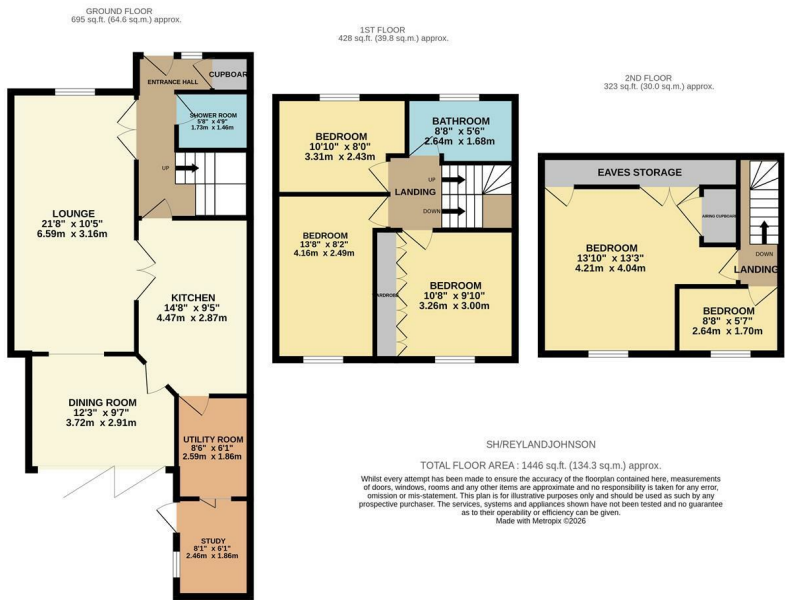 GROUND FLOOR
695 sq.ft. (64.6 sq.m.) approx.
CUPBOAR
ENTRANCE HALL
SHOWER ROOM
5'8" x 4'9"
1.73m x 1.46m
UP
LOUNGE
21'8" x 10'5"
6.59m x 3.16m
KITCHEN
14'8" x 9'5"
4.47m x 2.87m
DINING ROOM
12'3" x 9'7"
3.72m x 2.91m
UTILITY ROOM
8'6" x 6'1"
2.59m x 1.86m
STUDY
8'1" x 6'1"
2.46m x 1.86m
1ST FLOOR
428 sq.ft. (39.8 sq.m.) approx.
BEDROOM
10'10" x 8'0"
3.31m x 2.43m
BATHROOM
8'8" x 5'6"
2.64m x 1.68m
UP
LANDING
DOWN
BEDROOM
13'8" x 8'2"
4.16m x 2.49m
ARDROBE
BEDROOM
10'8" x 9'10"
3.26m x 3.00m
2ND FLOOR
323 sq.ft. (30.0 sq.m.) approx.
EAVES STORAGE
AIRING CUPBOARD
BEDROOM
13'10" x 13'3"
4.21m x 4.04m
DOWN
LANDING
BEDROOM
8'8" x 5'7"
2.64m x 1.70m
SH/REYLANDJOHNSON
TOTAL FLOOR AREA : 1446 sq.ft. (134.3 sq.m.) approx.
Whilst every attempt has been made to ensure the accuracy of the floorplan contained here, measurements
of doors, windows, rooms and any other items are approximate and no responsibility is taken for any error,
omission or mis-statement. This plan is for illustrative purposes only and should be used as such by any
prospective purchaser. The services, systems and appliances shown have not been tested and no guarantee
as to their operability or efficiency can be given.
Made with Metropix ©2026